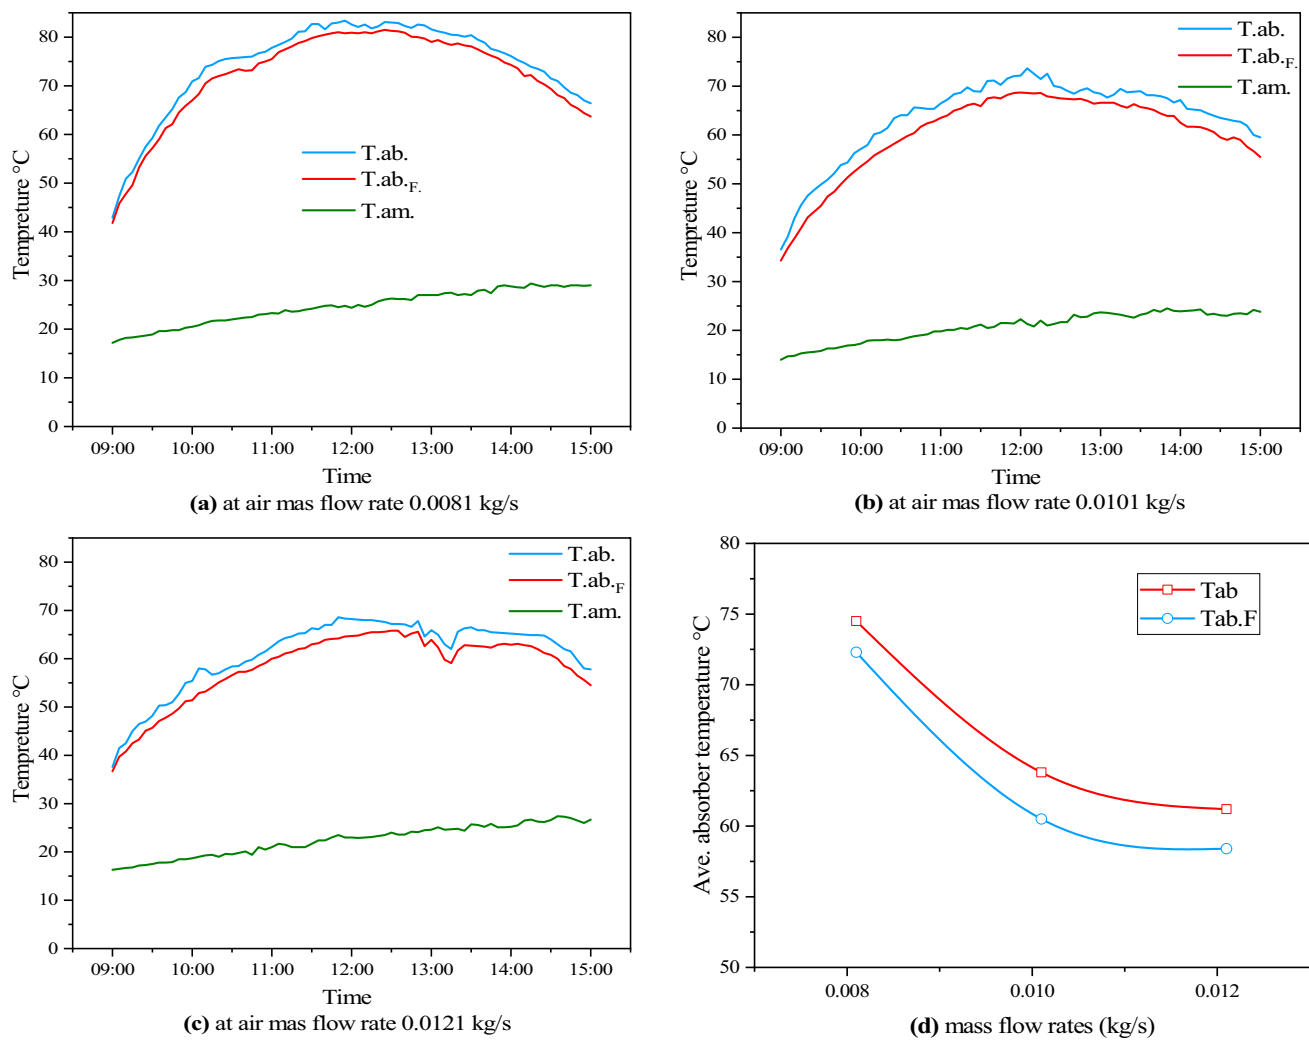 80
70
60
50
40
30
20
10
0
Tempreture °C
T.ab.
T.ab.F.
T.am.
09:00 10:00 11:00 12:00 13:00 14:00 15:00
Time
(a) at air mas flow rate 0.0081 kg/s
80
70
60
50
40
30
20
10
0
Tempreture °C
T.ab.
T.ab.F.
T.am.
09:00 10:00 11:00 12:00 13:00 14:00 15:00
Time
(b) at air mas flow rate 0.0101 kg/s
80
70
60
50
40
30
20
10
0
Tempreture °C
T.ab.
T.ab.F
T.am.
09:00 10:00 11:00 12:00 13:00 14:00 15:00
Time
(c) at air mas flow rate 0.0121 kg/s
80
75
70
65
60
55
50
Ave. absorber temperature °C
Tab
Tab.F
0.008 0.010 0.012
(d) mass flow rates (kg/s)